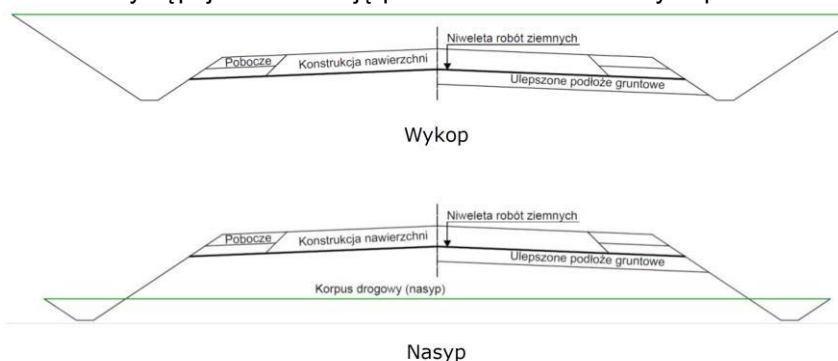 Niweleta robót ziemnych
Pobocze
Konstrukcja nawierzchni
Ulepszone podłoże gruntowe
Wykop
Niweleta robót ziemnych
Pobocze
Konstrukcja nawierzchni
Ulepszone podłoże gruntowe
Korpus drogowy (nasyp)
Nasyp